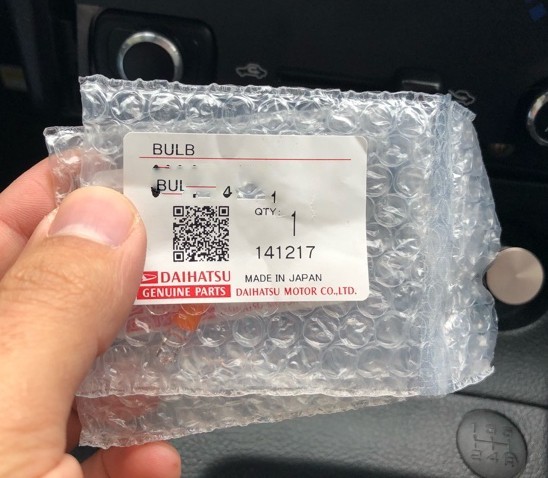 BULB
QTY: 1
141217
DAIHATSU MADE IN JAPAN
GENUINE PARTS DAIHATSU MOTOR CO.,LTD.